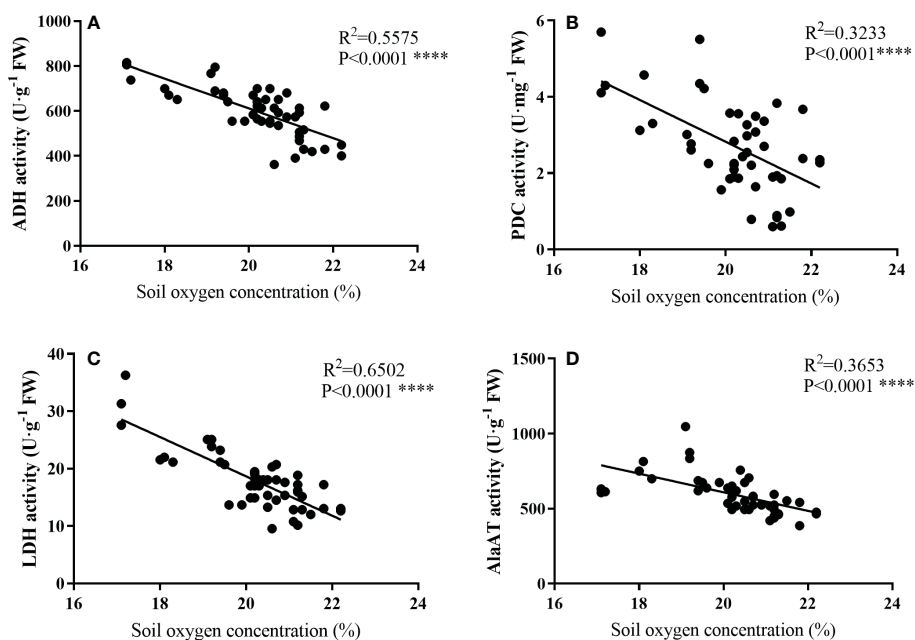 A
R²=0.5575
P<0.0001 ****
ADH activity (U·g⁻¹ FW)
1000
800
600
400
200
0
16 18 20 22 24
Soil oxygen concentration (%)
B
R²=0.3233
P<0.0001****
PDC activity (U·mg⁻¹ FW)
6
4
2
0
16 18 20 22 24
Soil oxygen concentration (%)
C
R²=0.6502
P<0.0001 ****
LDH activity (U·g⁻¹ FW)
40
30
20
10
0
16 18 20 22 24
Soil oxygen concentration (%)
D
R²=0.3653
P<0.0001 ****
AlaAT activity (U·g⁻¹ FW)
1500
1000
500
0
16 18 20 22 24
Soil oxygen concentration (%)